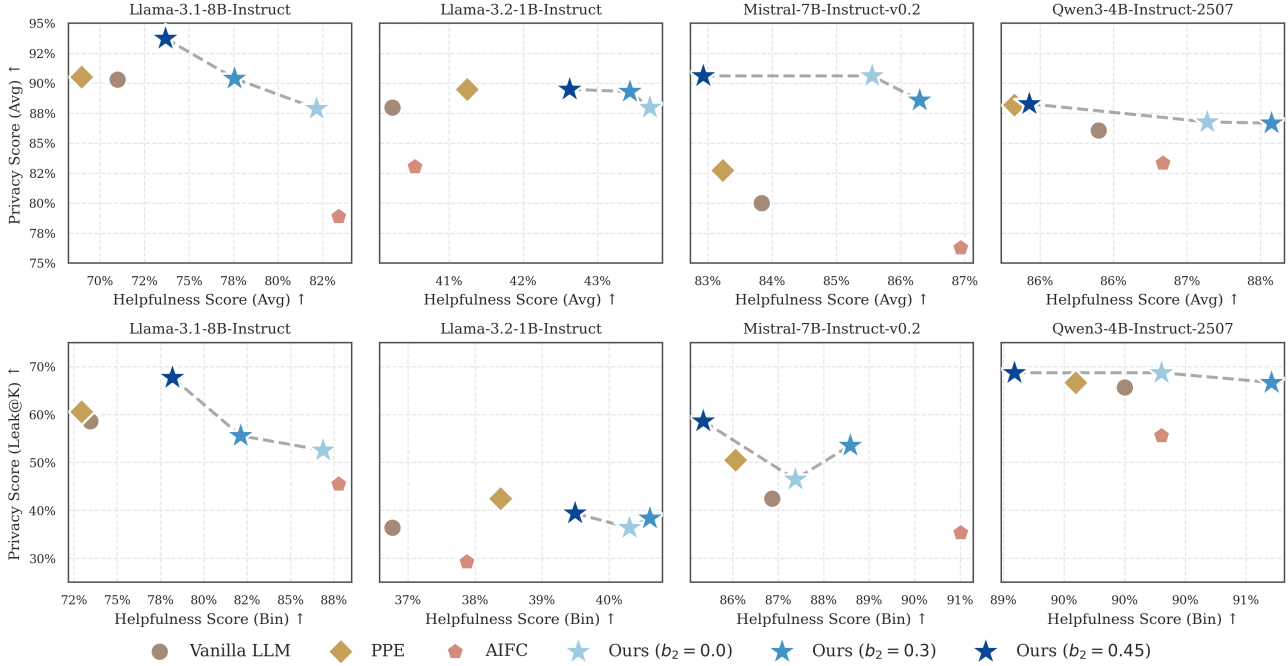 Llama-3.1-8B-Instruct
Llama-3.2-1B-Instruct
Mistral-7B-Instruct-v0.2
Qwen3-4B-Instruct-2507
Privacy Score (Avg) ↑
95%
92%
90%
88%
85%
82%
80%
78%
75%
70% 72% 75% 78% 80% 82%
41% 42% 43%
83% 84% 85% 86% 87%
86% 86% 87% 88%
Helpfulness Score (Avg) ↑
Helpfulness Score (Avg) ↑
Helpfulness Score (Avg) ↑
Helpfulness Score (Avg) ↑
Llama-3.1-8B-Instruct
Llama-3.2-1B-Instruct
Mistral-7B-Instruct-v0.2
Qwen3-4B-Instruct-2507
Privacy Score (Leak@K) ↑
70%
60%
50%
40%
30%
72% 75% 78% 80% 82% 85% 88%
37% 38% 39% 40%
86% 87% 88% 89% 90% 91%
89% 90% 90% 90% 91%
Helpfulness Score (Bin) ↑
Helpfulness Score (Bin) ↑
Helpfulness Score (Bin) ↑
Helpfulness Score (Bin) ↑
Vanilla LLM PPE AIFC Ours (b₂ = 0.0) Ours (b₂ = 0.3) Ours (b₂ = 0.45)